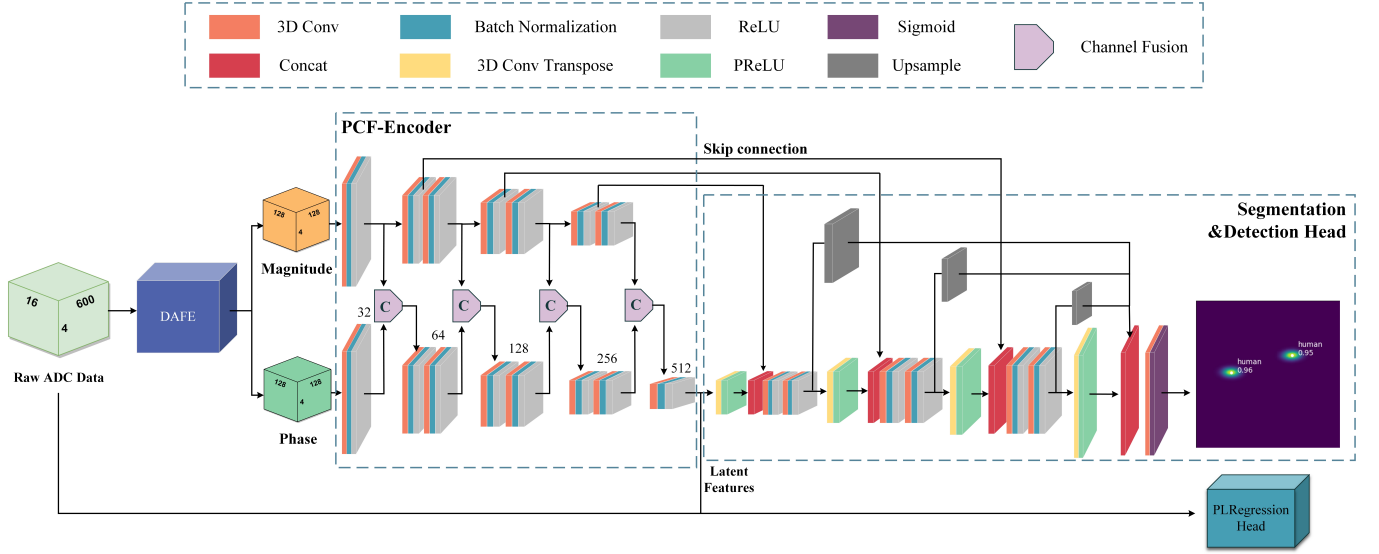 3D Conv
Batch Normalization
ReLU
Sigmoid
Channel Fusion
Concat
3D Conv Transpose
PReLU
Upsample
PCF-Encoder
Skip connection
Segmentation
&Detection Head
128
128
4
Magnitude
16
600
4
Raw ADC Data
DAFE
128
128
4
Phase
C
C
C
C
32
64
128
256
512
human
0.95
human
0.96
Latent
Features
PLRegression
Head